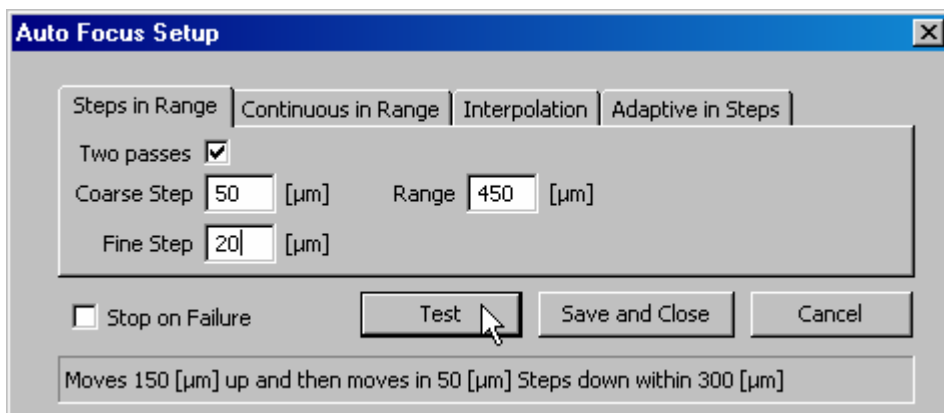 Auto Focus Setup
Steps in Range Continuous in Range Interpolation Adaptive in Steps
Two passes
Coarse Step 50 [µm] Range 450 [µm]
Fine Step 20 [µm]
Stop on Failure Test Save and Close Cancel
Moves 150 [µm] up and then moves in 50 [µm] Steps down within 300 [µm]